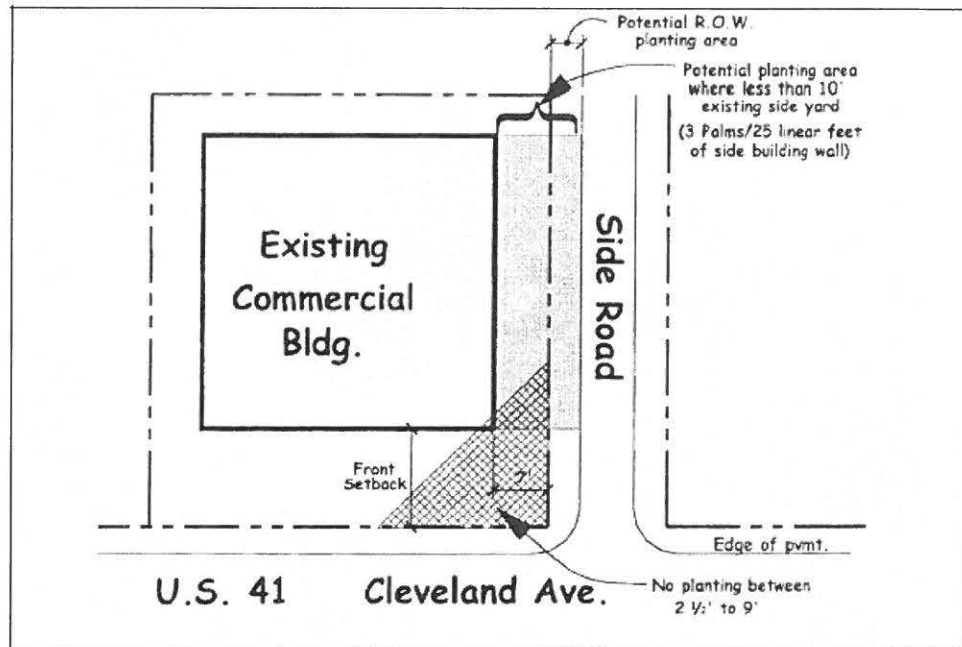 Potential R.O.W.
planting area
Potential planting area
where less than 10'
existing side yard
(3 Palms/25 linear feet
of side building wall)
Existing
Commercial
Bldg.
Side Road
Front
Setback
7'
Edge of pvmt.
U.S. 41 Cleveland Ave.
No planting between
2 ½' to 9'